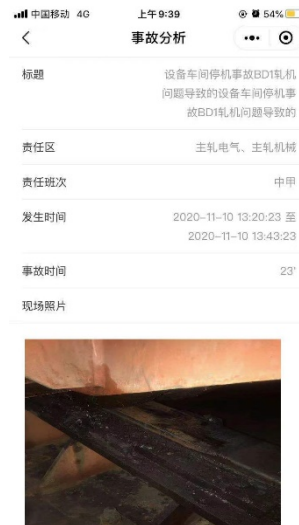 中国移动 4G 上午9:39 54%
事故分析
标题 设备车间停机事故BD1轧机
问题导致的设备车间停机事
故BD1轧机问题导致的
责任区 主轧电气、主轧机械
责任班次 中甲
发生时间 2020-11-10 13:20:23 至
2020-11-10 13:43:23
事故时间 23'
现场照片